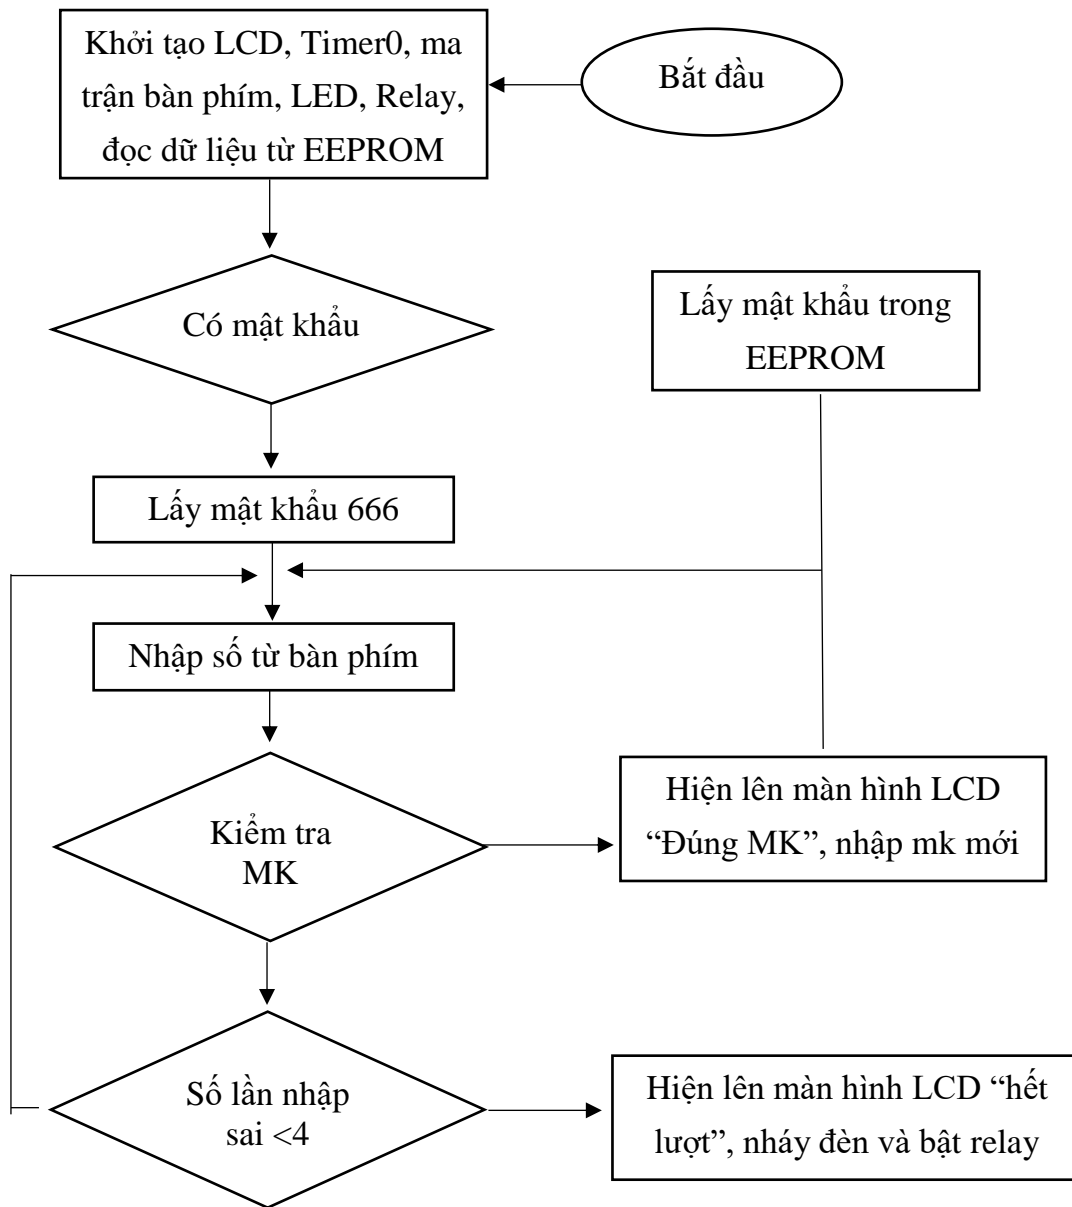 Bắt đầu
Khởi tạo LCD, Timer0, ma
trận bàn phím, LED, Relay,
đọc dữ liệu từ EEPROM
Có mật khẩu
Lấy mật khẩu trong
EEPROM
Lấy mật khẩu 666
Nhập số từ bàn phím
Kiểm tra
MK
Hiện lên màn hình LCD
“Đúng MK”, nhập mk mới
Số lần nhập
sai <4
Hiện lên màn hình LCD “hết
lượt”, nháy đèn và bật relay